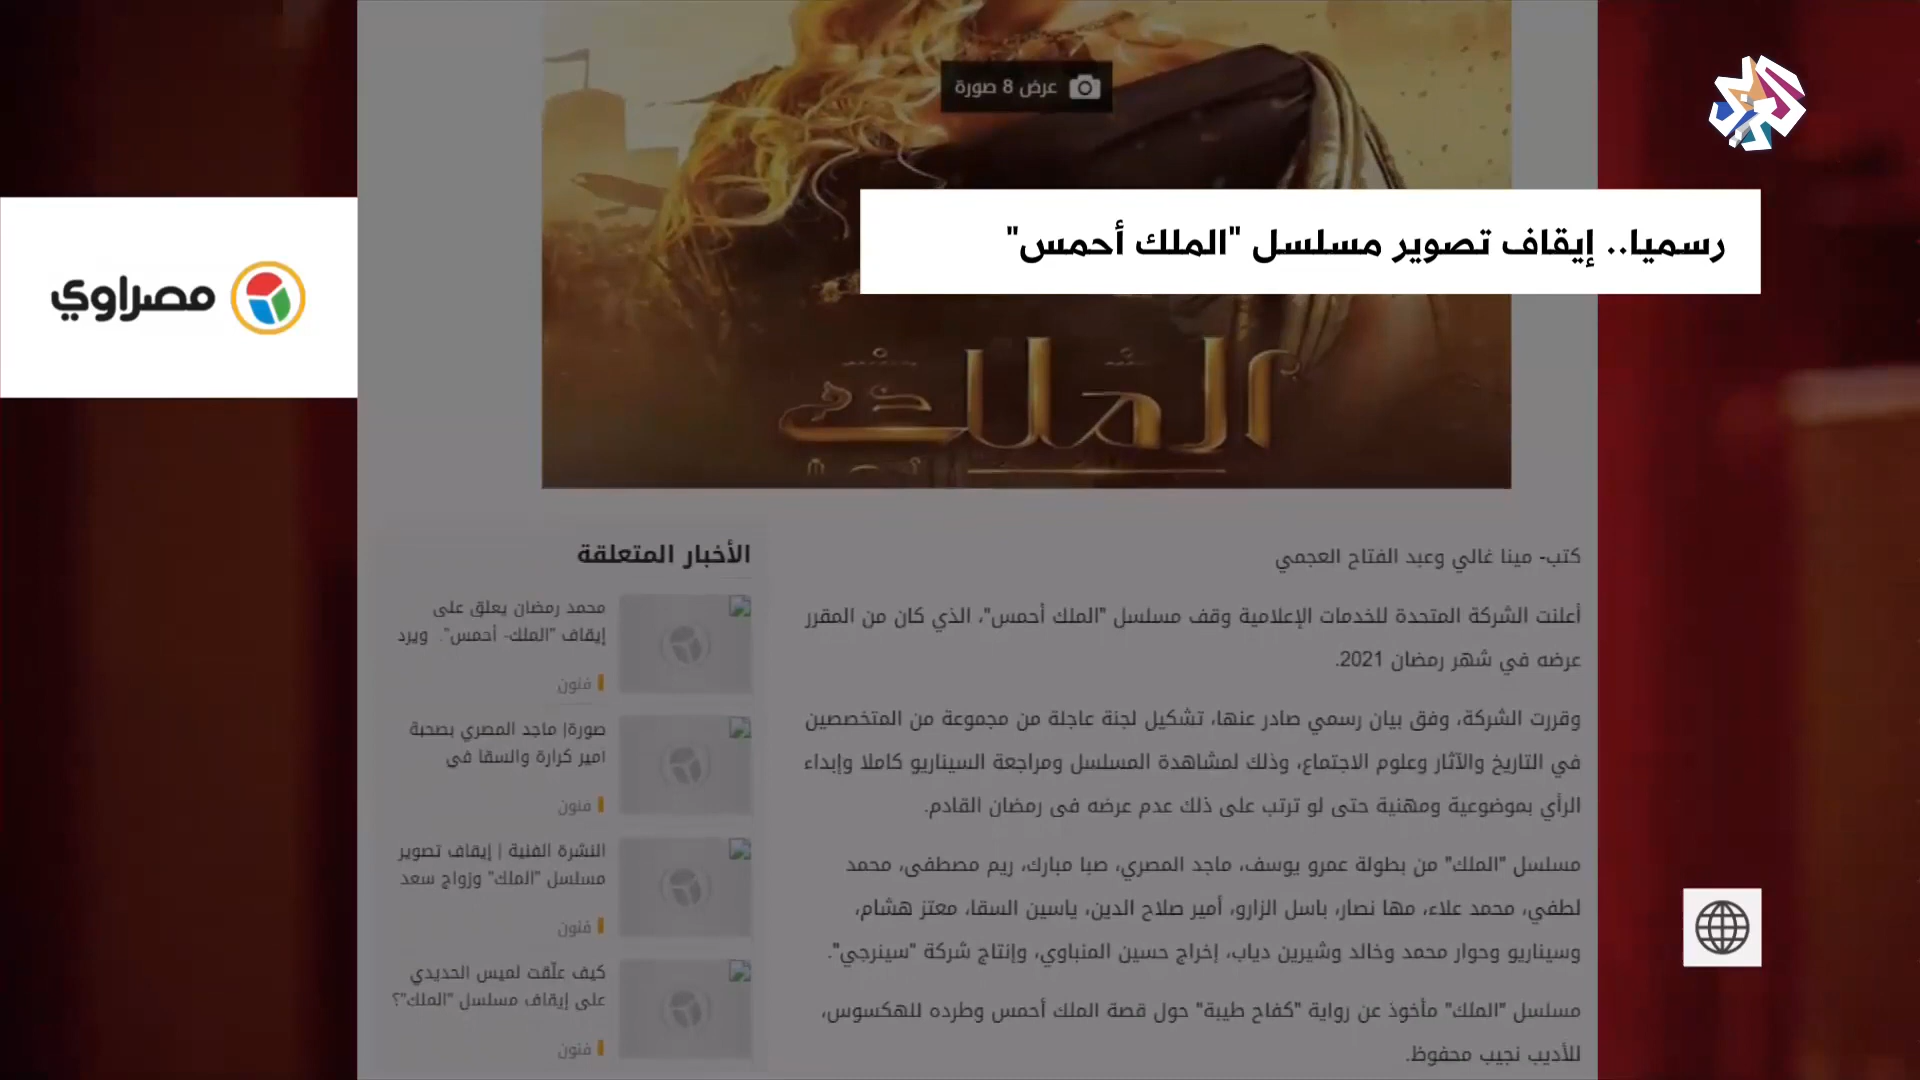 عرض 8 صورة
رسميا.. إيقاف تصوير مسلسل "الملك أحمس"
مصراوي
الملك
كتب- مينا غالي وعبد الفتاح العجمي
أعلنت الشركة المتحدة للخدمات الإعلامية وقف مسلسل "الملك أحمس"، الذي كان من المقرر
عرضه في شهر رمضان 2021.
وقررت الشركة، وفق بيان رسمي صادر عنها، تشكيل لجنة عاجلة من مجموعة من المتخصصين
في التاريخ والآثار وعلوم الاجتماع، وذلك لمشاهدة المسلسل ومراجعة السيناريو كاملا وإبداء
الرأي بموضوعية ومهنية حتى لو ترتب على ذلك عدم عرضه فى رمضان القادم.
مسلسل "الملك" من بطولة عمرو يوسف، ماجد المصري، صبا مبارك، ريم مصطفى، محمد
لطفي، محمد علاء، مها نصار، باسل الزارو، أمير صلاح الدين، ياسين السقا، معتز هشام،
وسيناريو وحوار محمد وخالد وشيرين دياب، إخراج حسين المنباوي، وإنتاج شركة "سينرجي".
مسلسل "الملك" مأخوذ عن رواية "كفاح طيبة" حول قصة الملك أحمس وطرده للهكسوس،
للأديب نجيب محفوظ.
الأخبار المتعلقة
محمد رمضان يعلق على
إيقاف "الملك- أحمس".. ويرد
فنون
صورة| ماجد المصري بصحبة
أمير كرارة والسقا في
فنون
النشرة الفنية | إيقاف تصوير
مسلسل "الملك" وزواج سعد
فنون
كيف علّقت لميس الحديدي
على إيقاف مسلسل "الملك"؟
فنون